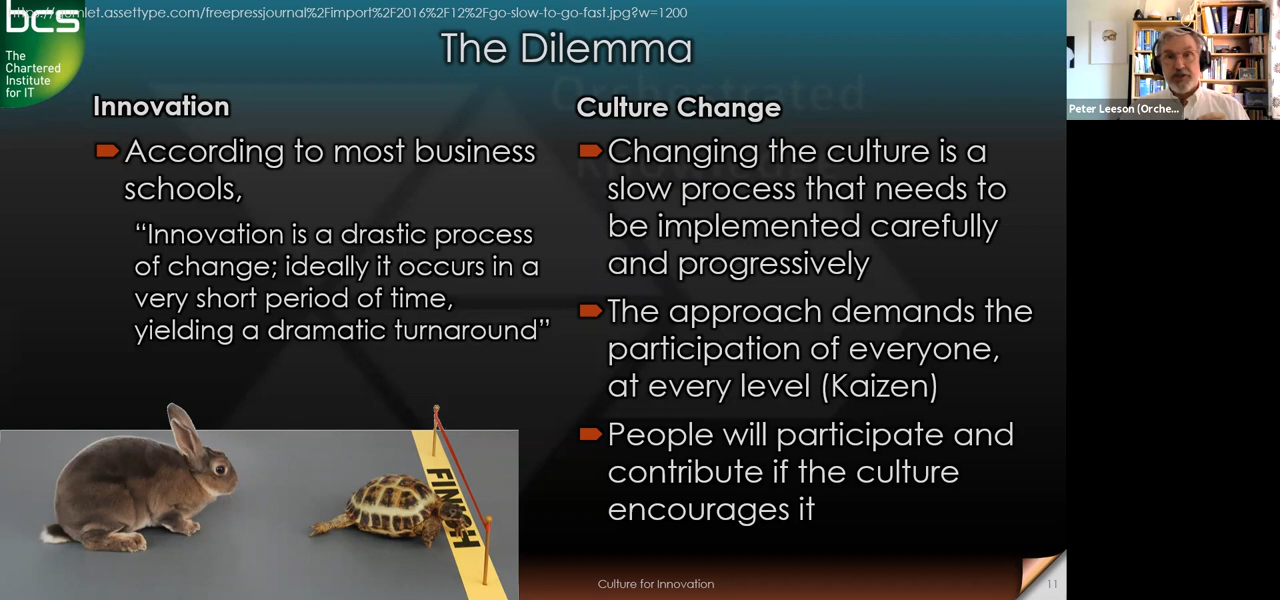 https://gumlet.assettype.com/freepressjournal%2Fimport%2F2016%2F12%2Fgo-slow-to-go-fast.jpg?w=1200
bcs
The
Chartered
Institute
for IT
The Dilemma
Innovation
According to most business
schools,
“Innovation is a drastic process
of change; ideally it occurs in a
very short period of time,
yielding a dramatic turnaround”
FINISH
Culture Change
Changing the culture is a
slow process that needs to
be implemented carefully
and progressively
The approach demands the
participation of everyone,
at every level (Kaizen)
People will participate and
contribute if the culture
encourages it
Culture for Innovation
11
Peter Leeson (Orche...